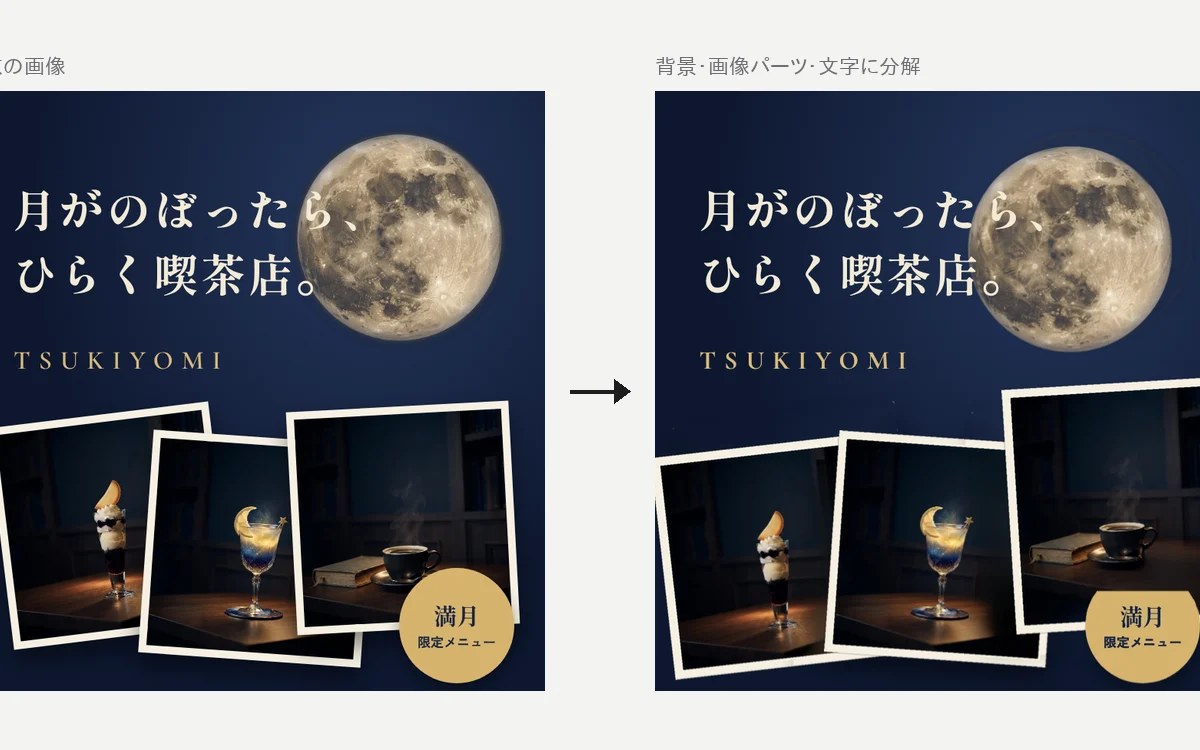 の画像
月がのぼったら、
ひらく喫茶店。
TSUKIYOMI
満月
限定メニュー
背景·画像パーツ·文字に分解
月がのぼったら、
ひらく喫茶店。
TSUKIYOMI
満月
限定メニュー